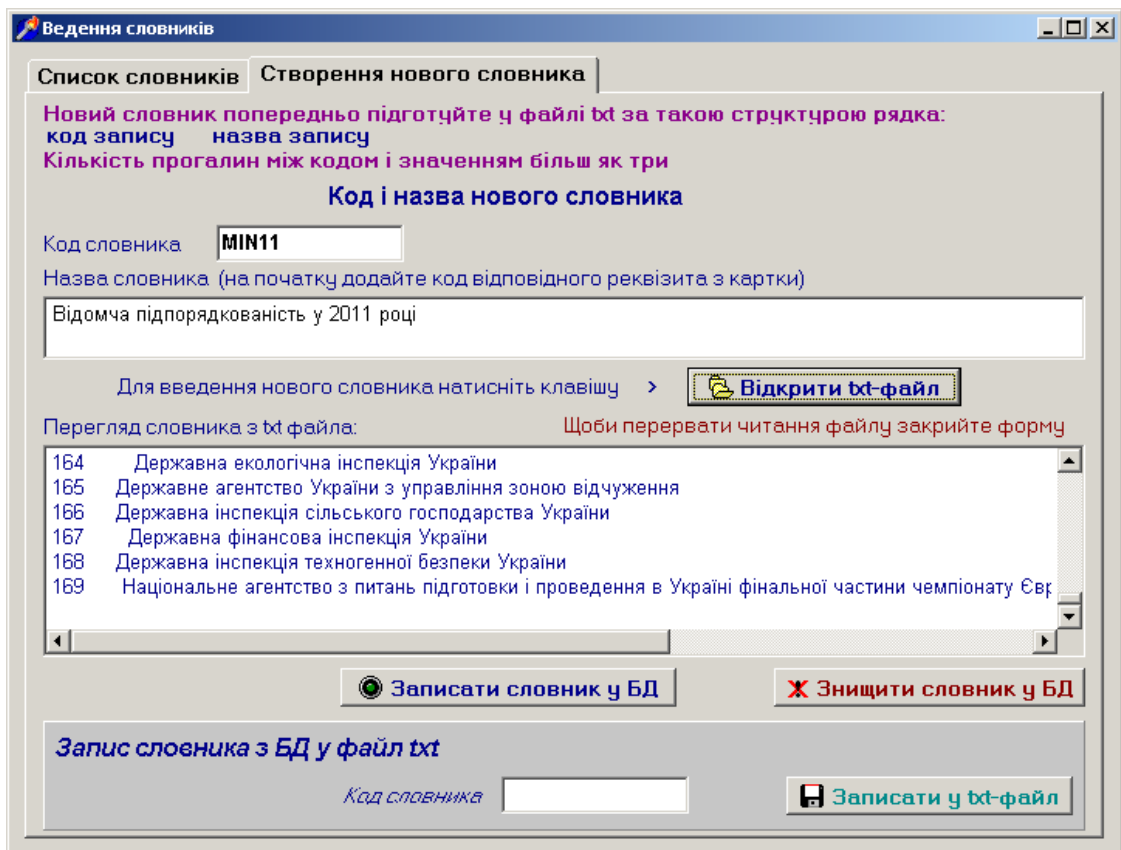 Ведення словників
Список словників Створення нового словника
Новий словник попередньо підготуйте у файлі txt за такою структурою рядка:
код запису назва запису
Кількість прогалин між кодом і значенням більш як три
Код і назва нового словника
Код словника MIN11
Назва словника (на початку додайте код відповідного реквізита з картки)
Відомча підпорядкованість у 2011 році
Для введення нового словника натисніть клавішу > Відкрити txt-файл
Перегляд словника з txt файла: Щоби перервати читання файлу закрийте форму
164 Державна екологічна інспекція України
165 Державне агентство України з управління зоною відчуження
166 Державна інспекція сільського господарства України
167 Державна фінансова інспекція України
168 Державна інспекція техногенної безпеки України
169 Національне агентство з питань підготовки і проведення в Україні фінальної частини чемпіонату Євр
Записати словник у БД Знищити словник у БД
Запис словника з БД у файл txt
Код словника Записати у txt-файл